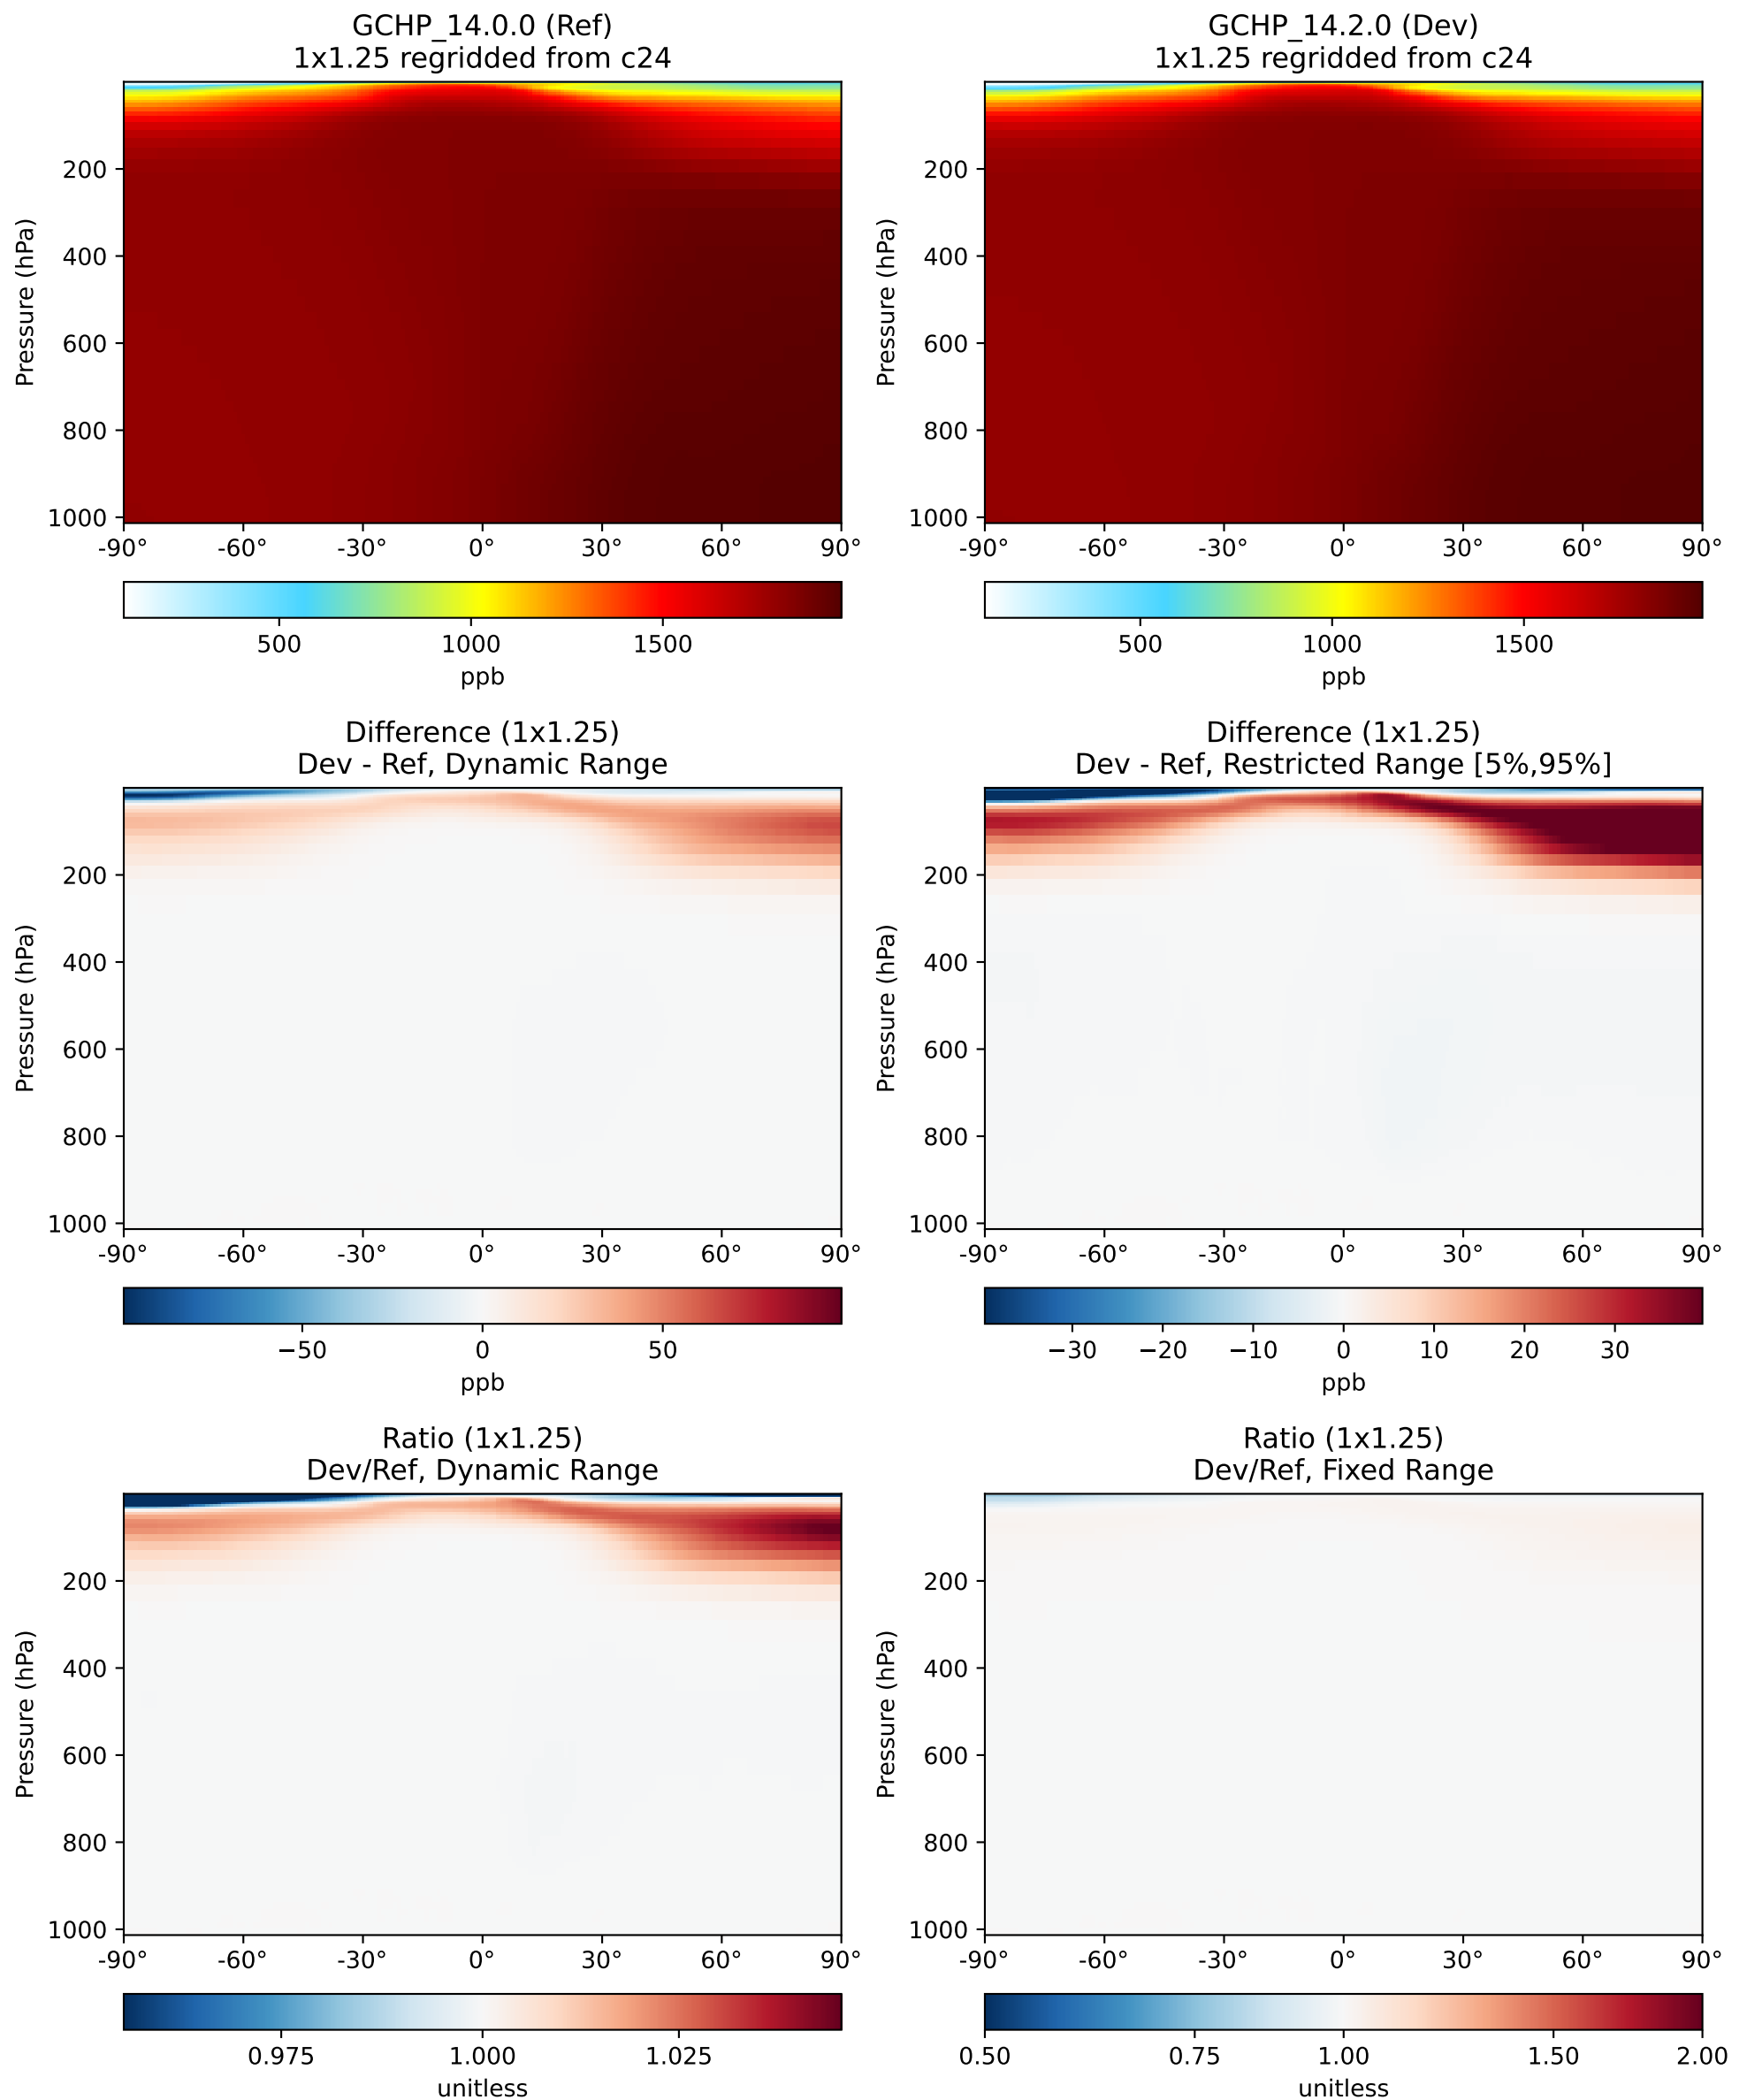 GCHP_14.0.0 (Ref)
1x1.25 regridded from c24
Pressure (hPa)
200
400
600
800
1000
-90° -60° -30° 0° 30° 60° 90°
500 1000 1500
ppb
GCHP_14.2.0 (Dev)
1x1.25 regridded from c24
Pressure (hPa)
200
400
600
800
1000
-90° -60° -30° 0° 30° 60° 90°
500 1000 1500
ppb
Difference (1x1.25)
Dev - Ref, Dynamic Range
Pressure (hPa)
200
400
600
800
1000
-90° -60° -30° 0° 30° 60° 90°
−50 0 50
ppb
Difference (1x1.25)
Dev - Ref, Restricted Range [5%,95%]
Pressure (hPa)
200
400
600
800
1000
-90° -60° -30° 0° 30° 60° 90°
−30 −20 −10 0 10 20 30
ppb
Ratio (1x1.25)
Dev/Ref, Dynamic Range
Pressure (hPa)
200
400
600
800
1000
-90° -60° -30° 0° 30° 60° 90°
0.975 1.000 1.025
unitless
Ratio (1x1.25)
Dev/Ref, Fixed Range
Pressure (hPa)
200
400
600
800
1000
-90° -60° -30° 0° 30° 60° 90°
0.50 0.75 1.00 1.50 2.00
unitless